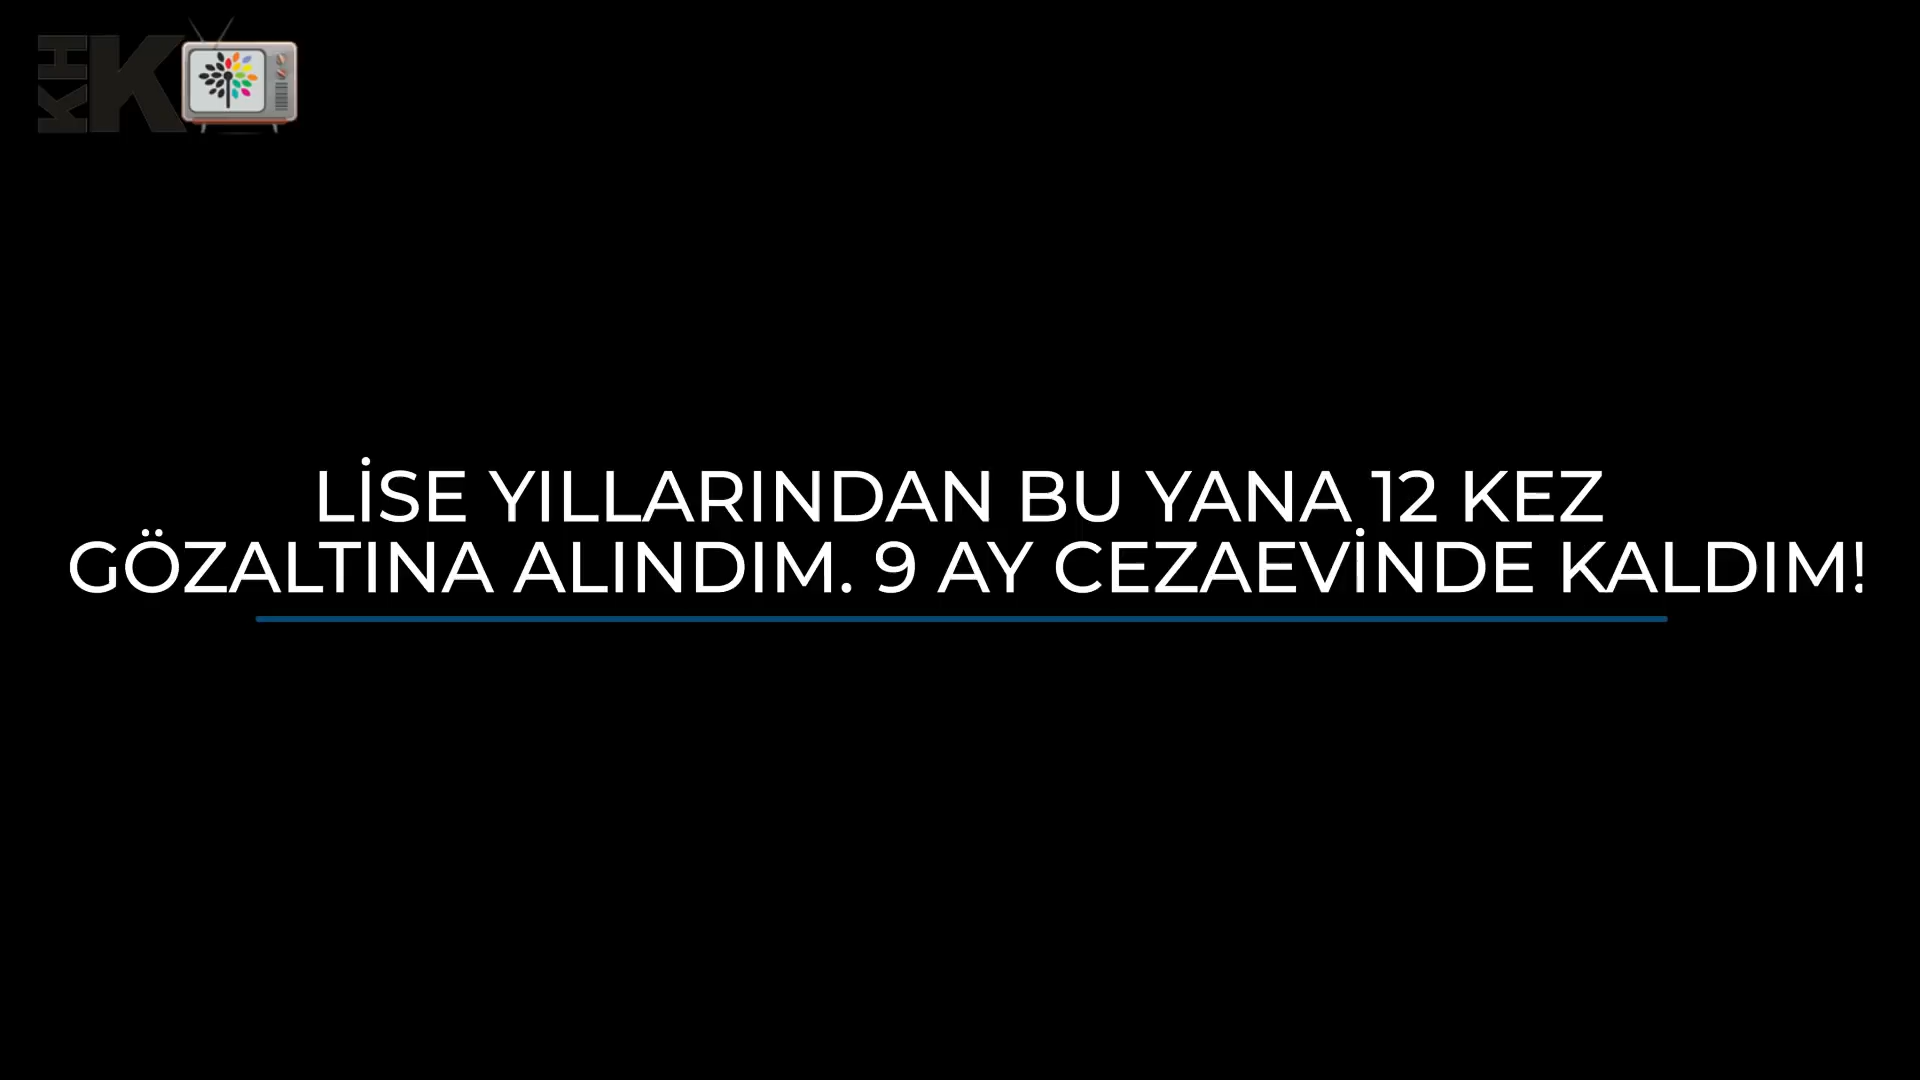 KHK
LİSE YILLARINDAN BU YANA 12 KEZ
GÖZALTINA ALINDIM. 9 AY CEZAEVİNDE KALDIM!